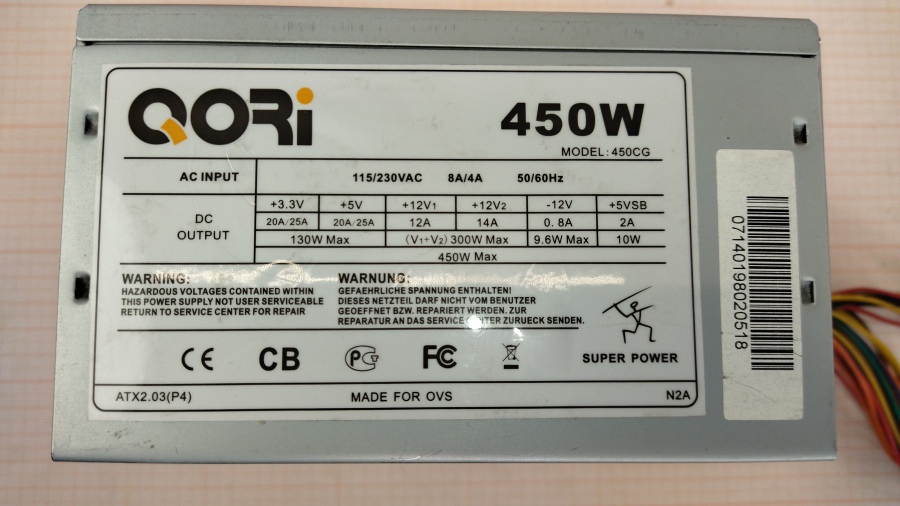 QORi
450W
MODEL: 450CG
AC INPUT 115/230VAC 8A/4A 50/60Hz
DC OUTPUT
+3.3V +5V +12V1 +12V2 -12V +5VSB
20A/25A 20A/25A 12A 14A 0.8A 2A
130W Max (V1+V2) 300W Max 9.6W Max 10W
450W Max
WARNING:
HAZARDOUS VOLTAGES CONTAINED WITHIN
THIS POWER SUPPLY NOT USER SERVICEABLE
RETURN TO SERVICE CENTER FOR REPAIR
WARNUNG:
GEFAEHRLICHE SPANNUNG ENTHALTEN!
DIESES NETZTEIL DARF NICHT VOM BENUTZER
GEOEFFNET BZW. REPARIERT WERDEN. ZUR
REPARATUR AN DAS SERVICE CENTER ZURUECK SENDEN.
CE CB PG FC
SUPER POWER
ATX2.03(P4) MADE FOR OVS N2A
07140198020518